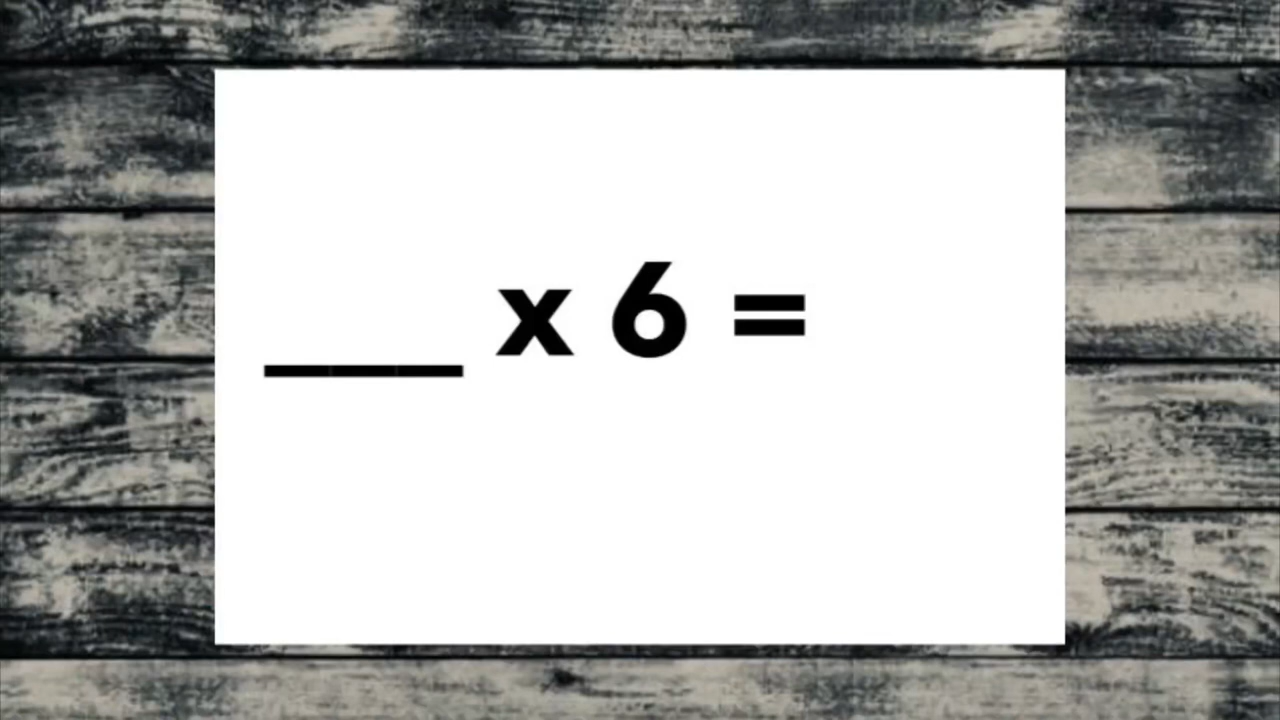 ___ x 6 =